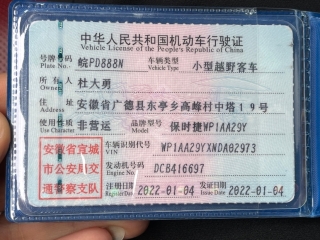 中华人民共和国机动车行驶证
Vehicle License of the People's Republic of China
号牌号码 皖PD888N 车辆类型 小型越野客车
Plate No. Vehicle Type
所有人 杜大勇
Owner
住址 安徽省广德县东亭乡高峰村中塔19号
Address
使用性质 非营运 品牌型号 保时捷WP1AA29Y
Use Character Model
安徽省宣城市公安局交通警察支队
车辆识别代号 WP1AA29YXNDA02973
VIN
发动机号码 DCB416697
Engine No.
注册日期 2022-01-04 发证日期 2022-01-04
Register Date Issue Date